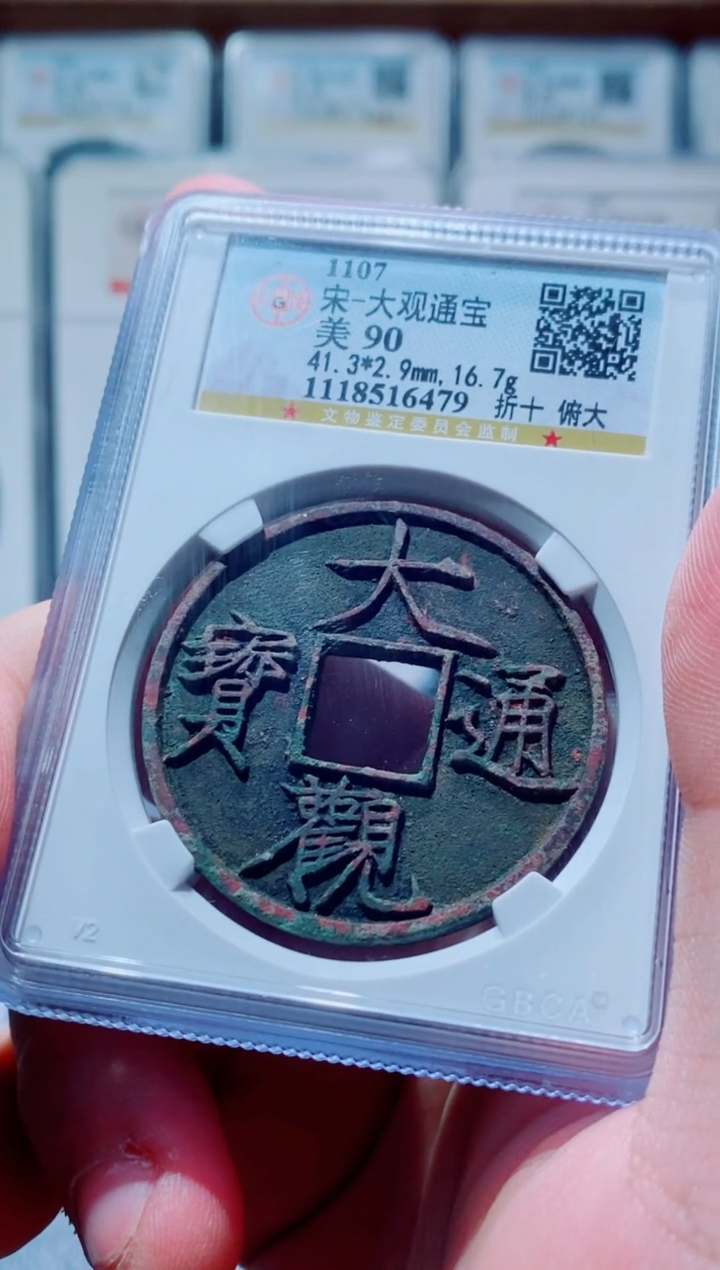 1107
宋-大观通宝
美 90
41.3*2.9mm, 16.7g
1118516479 折十 俯大
文物鉴定委员会监制
G
大
通
寶
觀
72
GBCA